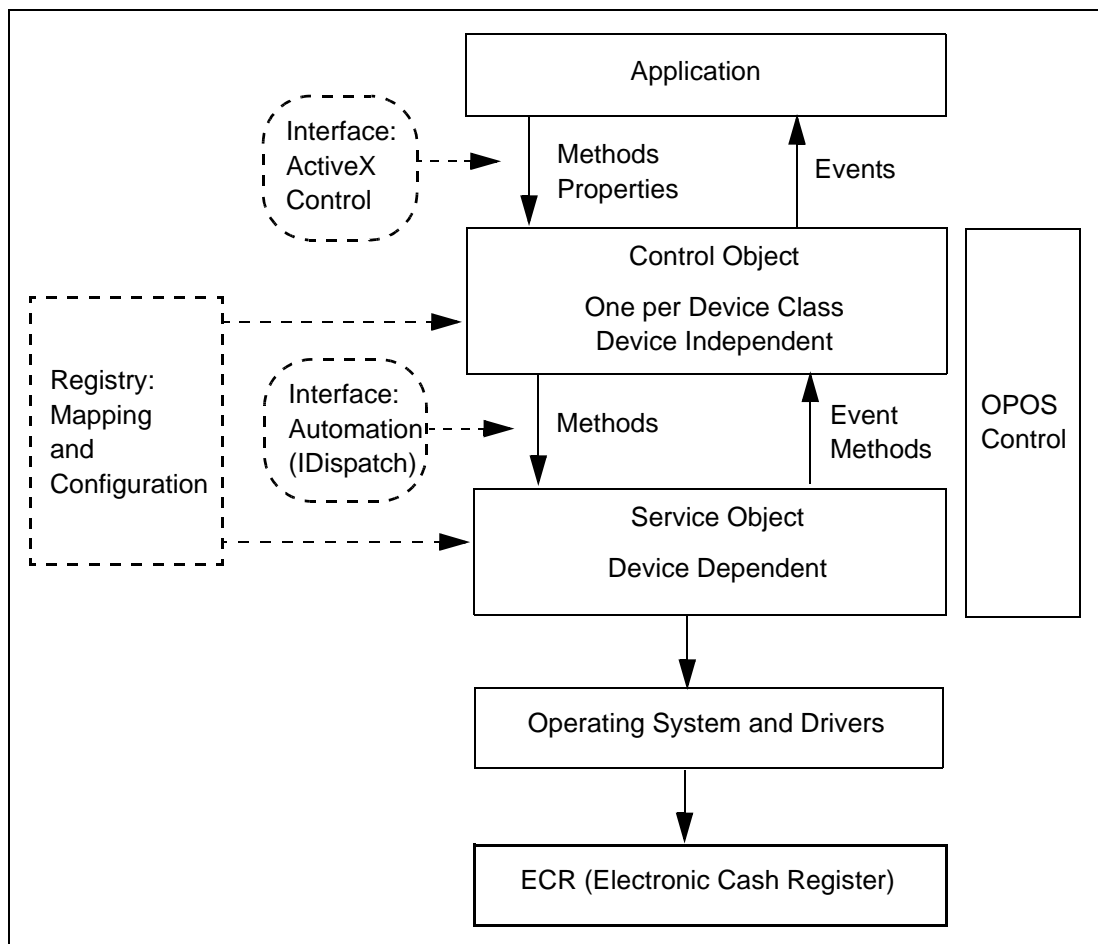 Application
Interface:
ActiveX
Control
Methods
Properties
Events
Control Object
One per Device Class
Device Independent
Registry:
Mapping
and
Configuration
Interface:
Automation
(IDispatch)
Methods
Event
Methods
OPOS
Control
Service Object
Device Dependent
Operating System and Drivers
ECR (Electronic Cash Register)